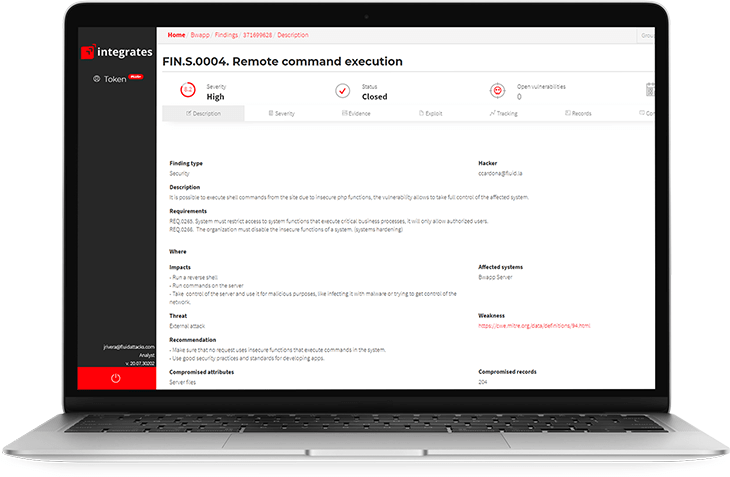 Home / Bwapp / Findings / 371699628 / Description
Grou
integrates
FIN.S.0004. Remote command execution
Token
Severity
High
Status
Closed
Open vulnerabilities
0
Description
Severity
Evidence
Exploit
Tracking
Records
Finding type
Security
Hacker
ccardona@fluid.la
Description
It is possible to execute shell commands from the site due to insecure php functions, the vulnerability allows to take full control of the affected system.
Requirements
REQ.0265. System must restrict access to system functions that execute critical business processes, it will only allow authorized users.
REQ.0266. The organization must disable the insecure functions of a system. (systems hardening)
Where
Impacts
- Run a reverse shell
- Run commands on the server
- Take control of the server and use it for malicious purposes, like infecting it with malware or trying to get control of the
network.
Affected systems
Bwapp Server
Threat
External attack
Weakness
https://cwe.mitre.org/data/definitions/94.html
Recommendation
- Make sure that no request uses insecure functions that execute commands in the system.
- Use good security practices and standards for developing apps.
Compromised attributes
Server files
Compromised records
204
jrivera@fluidattacks.com
Analyst
v. 20.07.30202